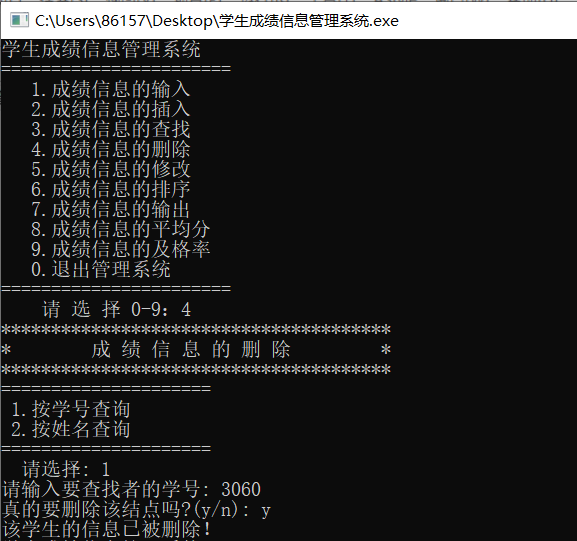 C:\Users\86157\Desktop\学生成绩信息管理系统.exe
学生成绩信息管理系统
=======================
1.成绩信息的输入
2.成绩信息的插入
3.成绩信息的查找
4.成绩信息的删除
5.成绩信息的修改
6.成绩信息的排序
7.成绩信息的输出
8.成绩信息的平均分
9.成绩信息的及格率
0.退出管理系统
=======================
请 选 择 0-9: 4
***************************************
* 成 绩 信 息 的 删 除 *
***************************************
=====================
1.按学号查询
2.按姓名查询
=====================
请选择: 1
请输入要查找者的学号: 3060
真的要删除该结点吗?(y/n): y
该学生的信息已被删除!